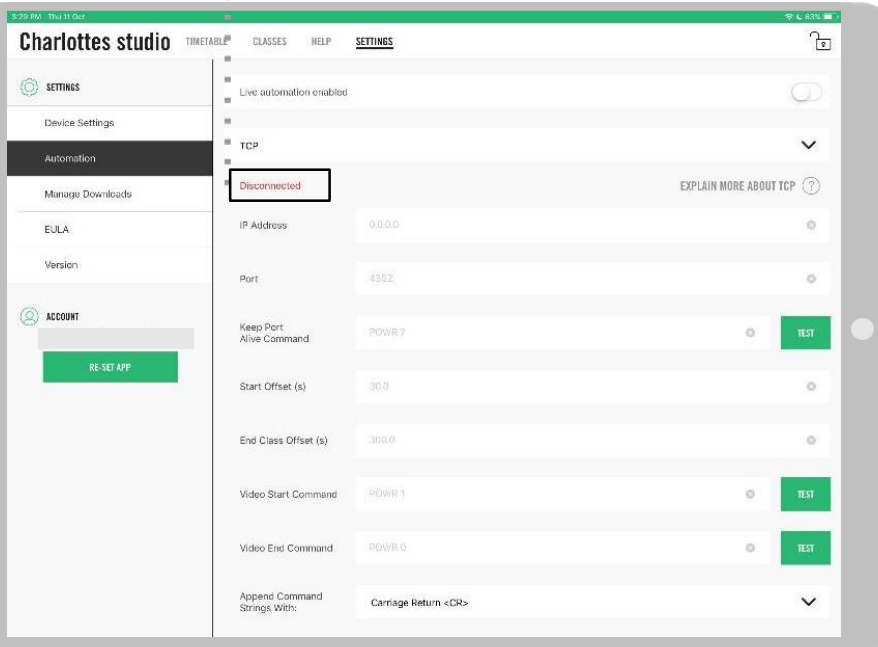 3:29 PM Thu 11 Oct
63%
Charlottes studio TIMETABLE CLASSES HELP SETTINGS
SETTINGS
Device Settings
Automation
Manage Downloads
EULA
Version
ACCOUNT
RE-SET APP
Live automation enabled
TCP
Disconnected
EXPLAIN MORE ABOUT TCP ?
IP Address 0.0.0.0
Port 4352
Keep Port
Alive Command
POWR ?
TEST
Start Offset (s) 30.0
End Class Offset (s) 300.0
Video Start Command POWR 1 TEST
Video End Command POWR 0 TEST
Append Command
Strings With:
Carriage Return <CR>